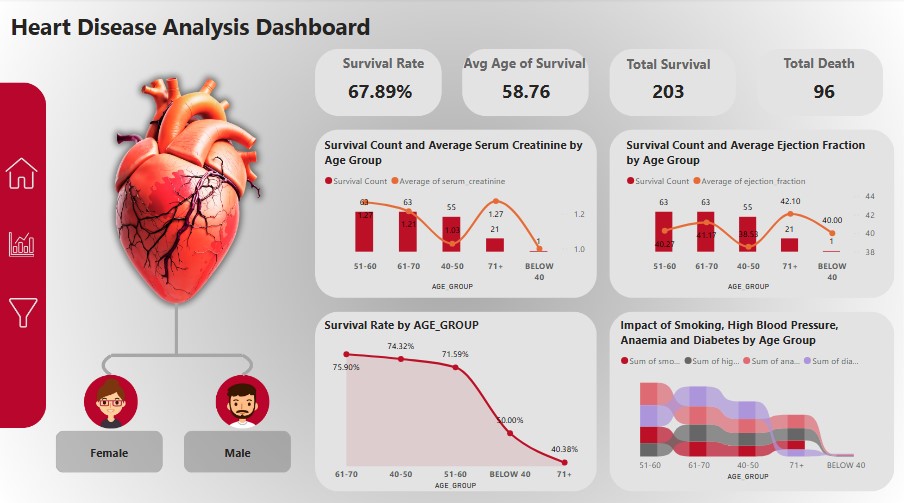 Heart Disease Analysis Dashboard
Survival Rate
67.89%
Avg Age of Survival
58.76
Total Survival
203
Total Death
96
Survival Count and Average Serum Creatinine by
Age Group
Survival Count Average of serum_creatinine
63 63 55 21 1
1.27 1.21 1.03 1.27
1.2
1.0
51-60 61-70 40-50 71+ BELOW
40
AGE_GROUP
Survival Count and Average Ejection Fraction
by Age Group
Survival Count Average of ejection_fraction
63 63 55 21 1
40.27 41.17 38.53 42.10 40.00
44
42
40
38
51-60 61-70 40-50 71+ BELOW
40
AGE_GROUP
Survival Rate by AGE_GROUP
75.90% 74.32% 71.59% 50.00% 40.38%
61-70 40-50 51-60 BELOW 40 71+
AGE_GROUP
Impact of Smoking, High Blood Pressure,
Anaemia and Diabetes by Age Group
Sum of smo... Sum of hig... Sum of ana... Sum of dia...
51-60 61-70 40-50 71+ BELOW 40
AGE_GROUP
Female
Male